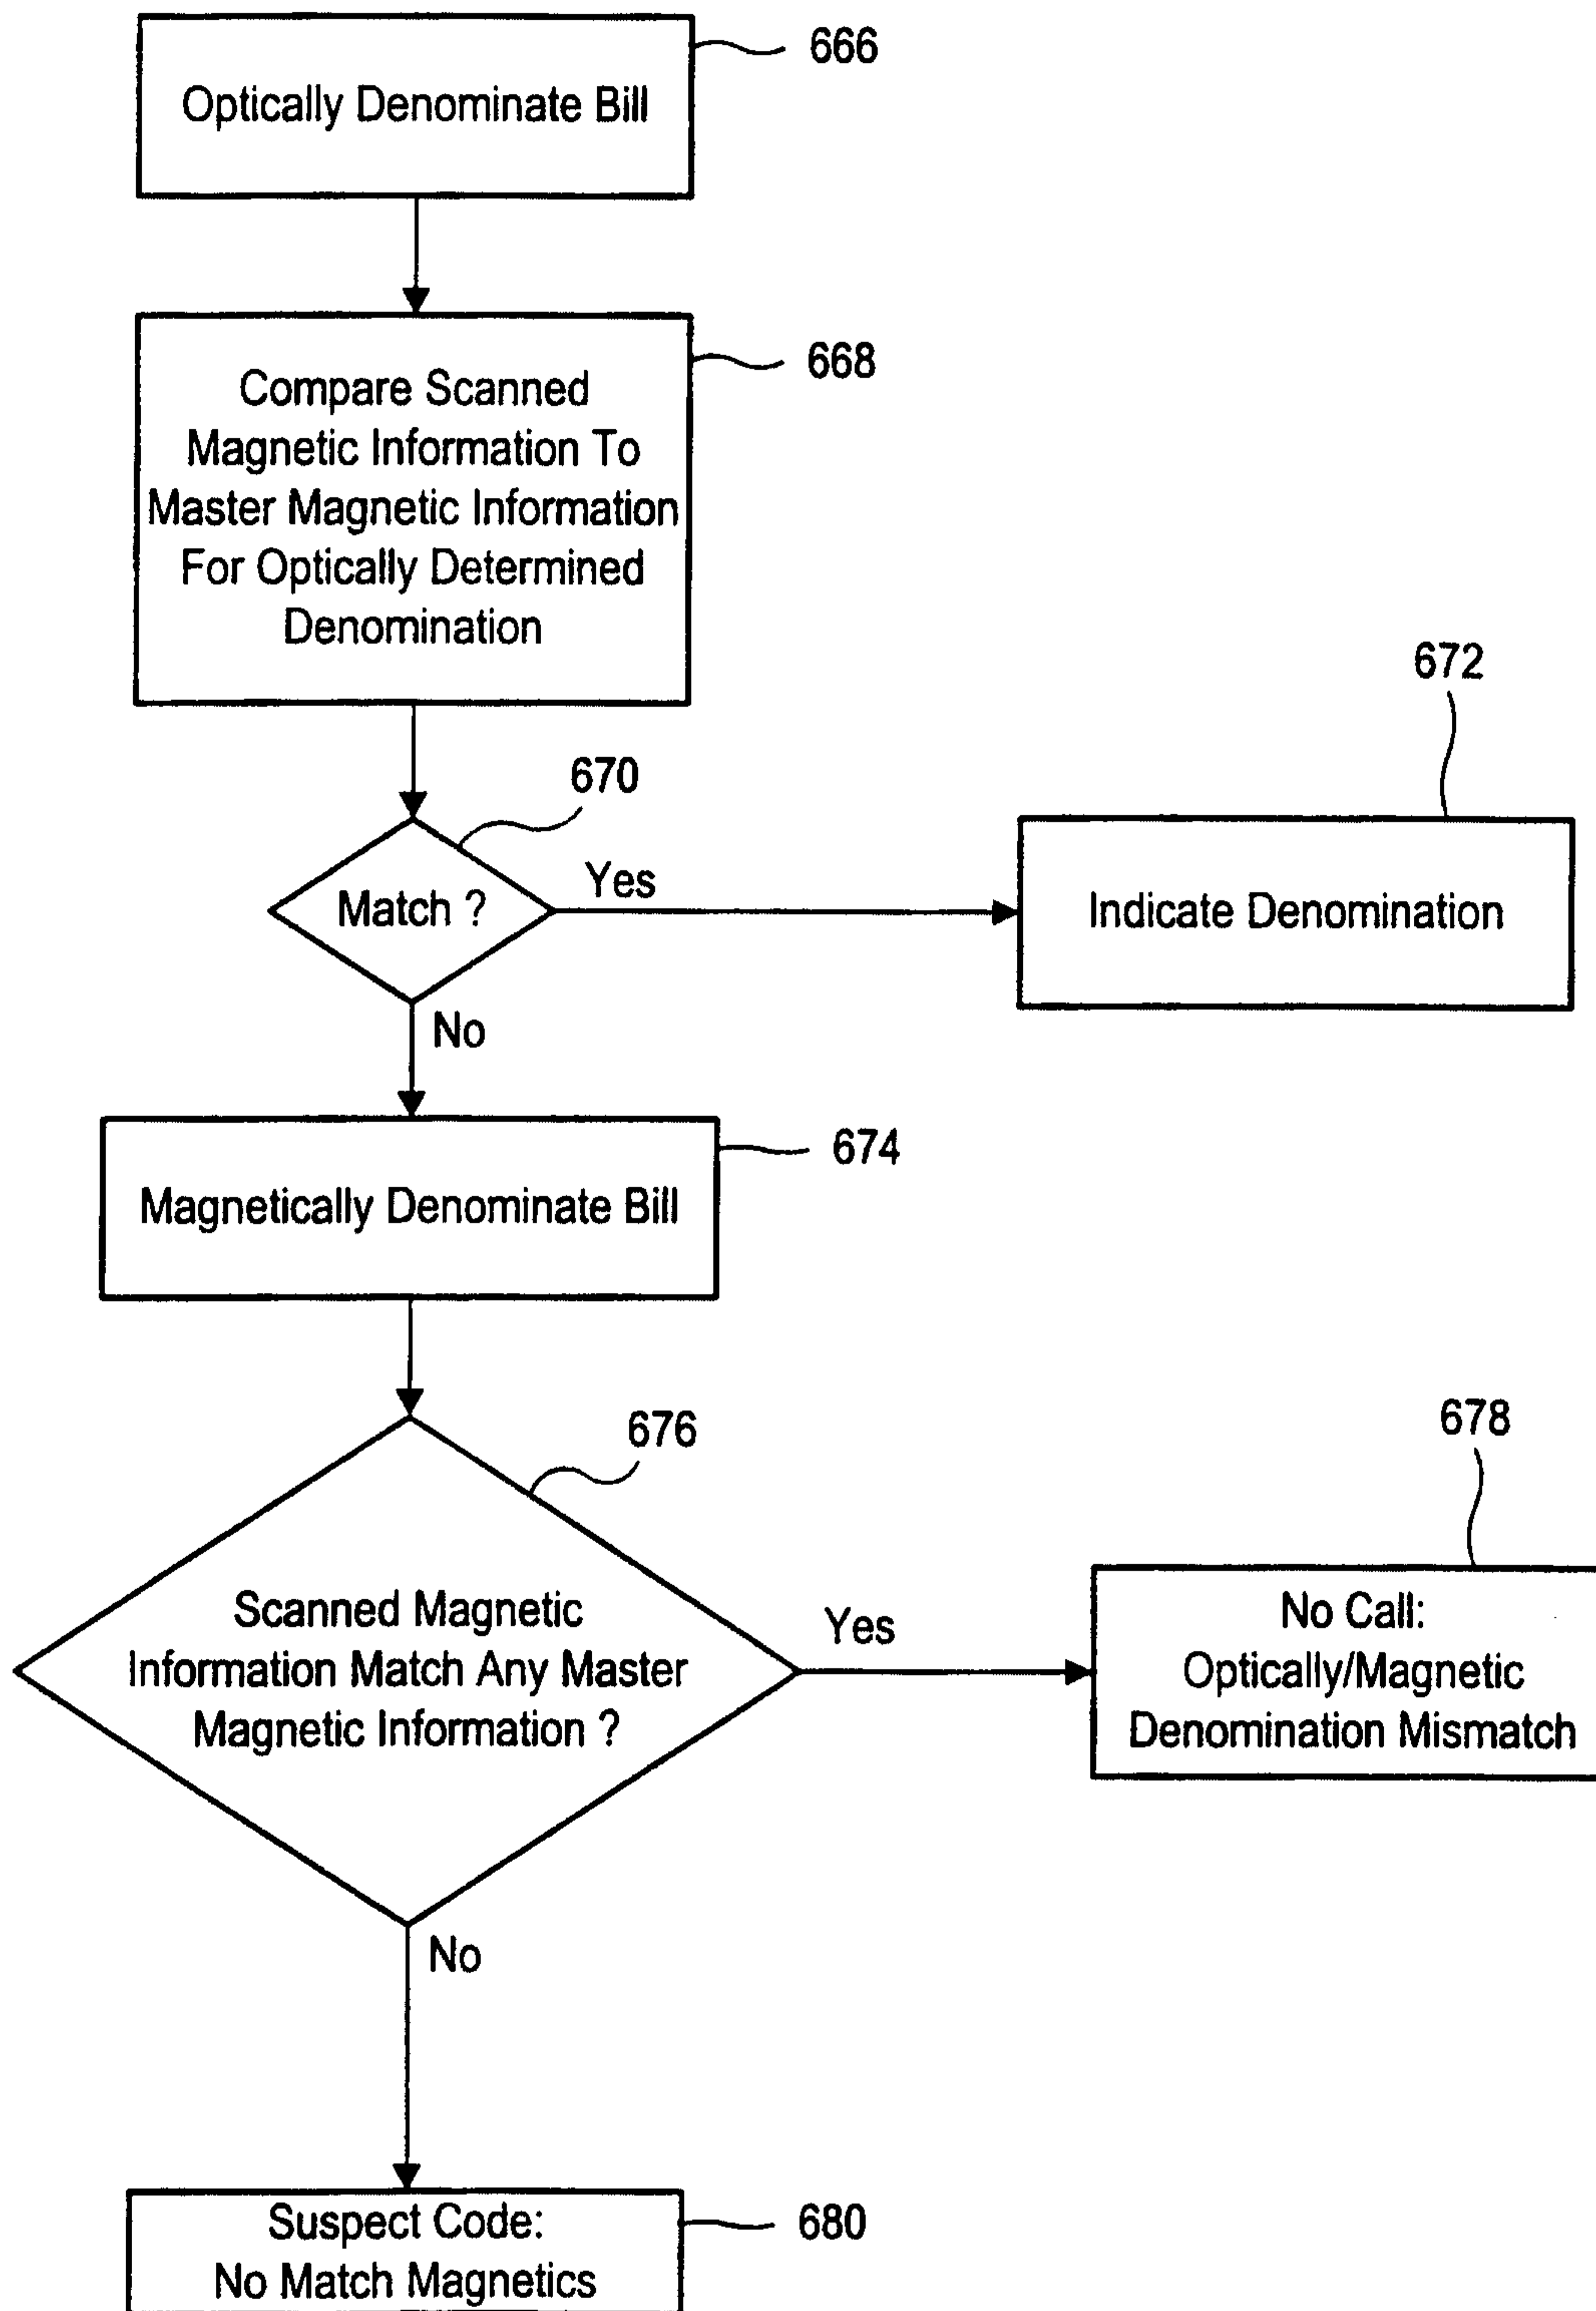 666
Optically Denominate Bill
668
Compare Scanned
Magnetic Information To
Master Magnetic Information
For Optically Determined
Denomination
672
670
Match ?
Yes
Indicate Denomination
No
674
Magnetically Denominate Bill
676
678
Scanned Magnetic
Information Match Any Master
Magnetic Information ?
Yes
No Call:
Optically/Magnetic
Denomination Mismatch
No
680
Suspect Code:
No Match Magnetics